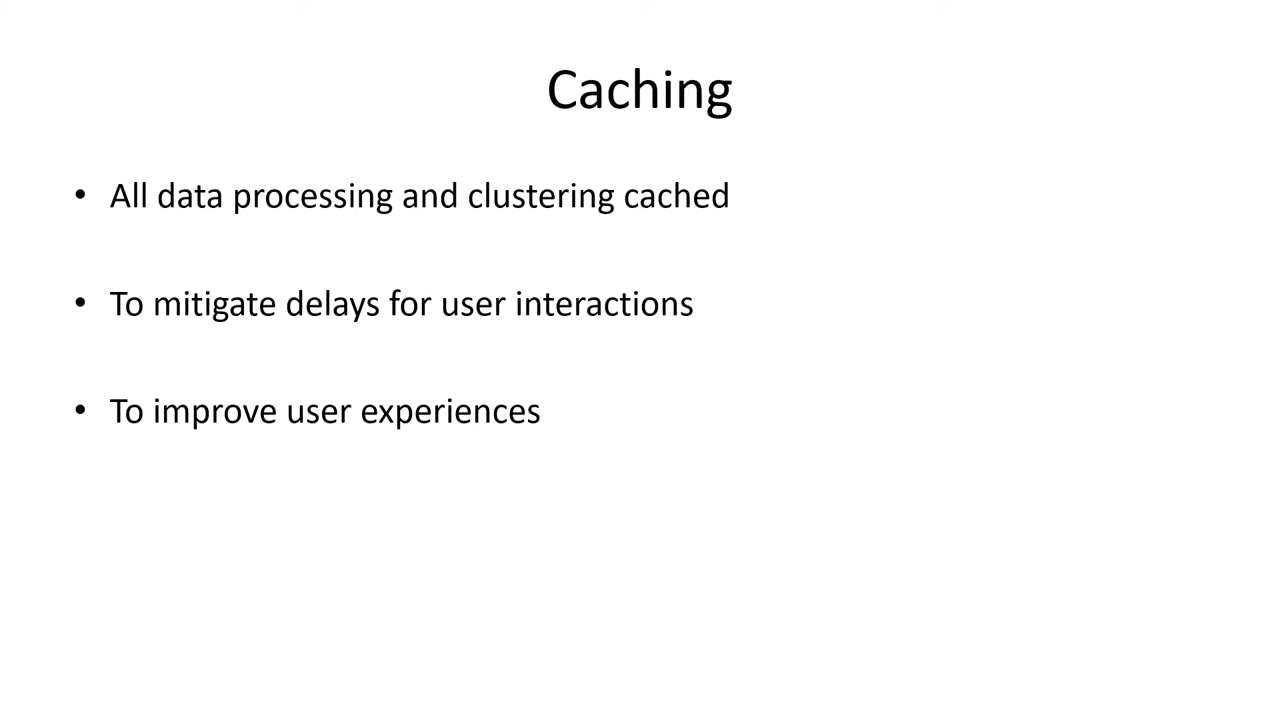 Caching
• All data processing and clustering cached
• To mitigate delays for user interactions
• To improve user experiences